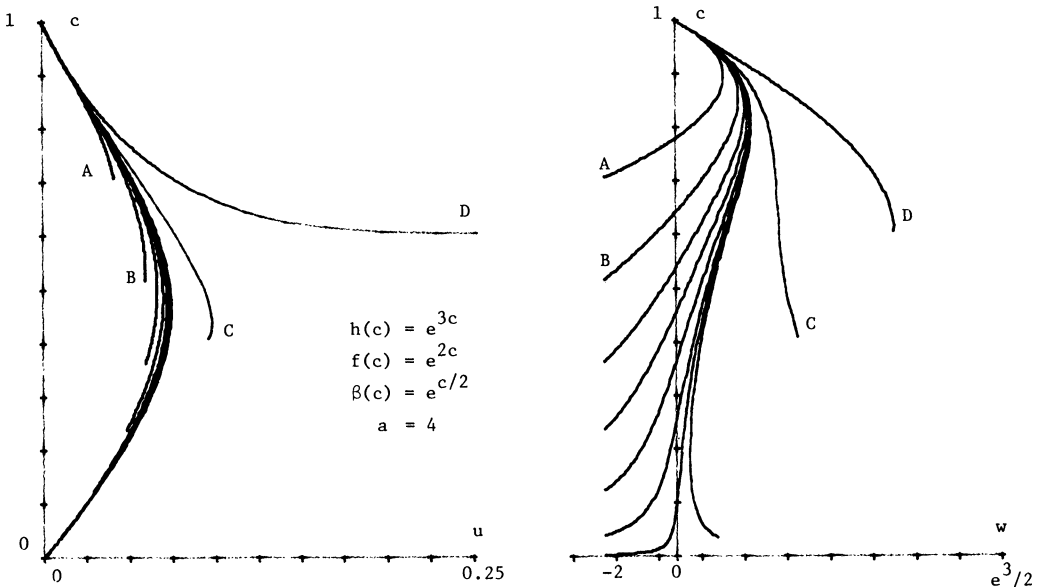 1 c
A
B
C
D
h(c) = e^{3c}
f(c) = e^{2c}
β(c) = e^{c/2}
a = 4
u
0
0
0.25
1 c
A
B
C
D
w
-2
0
e^3/2